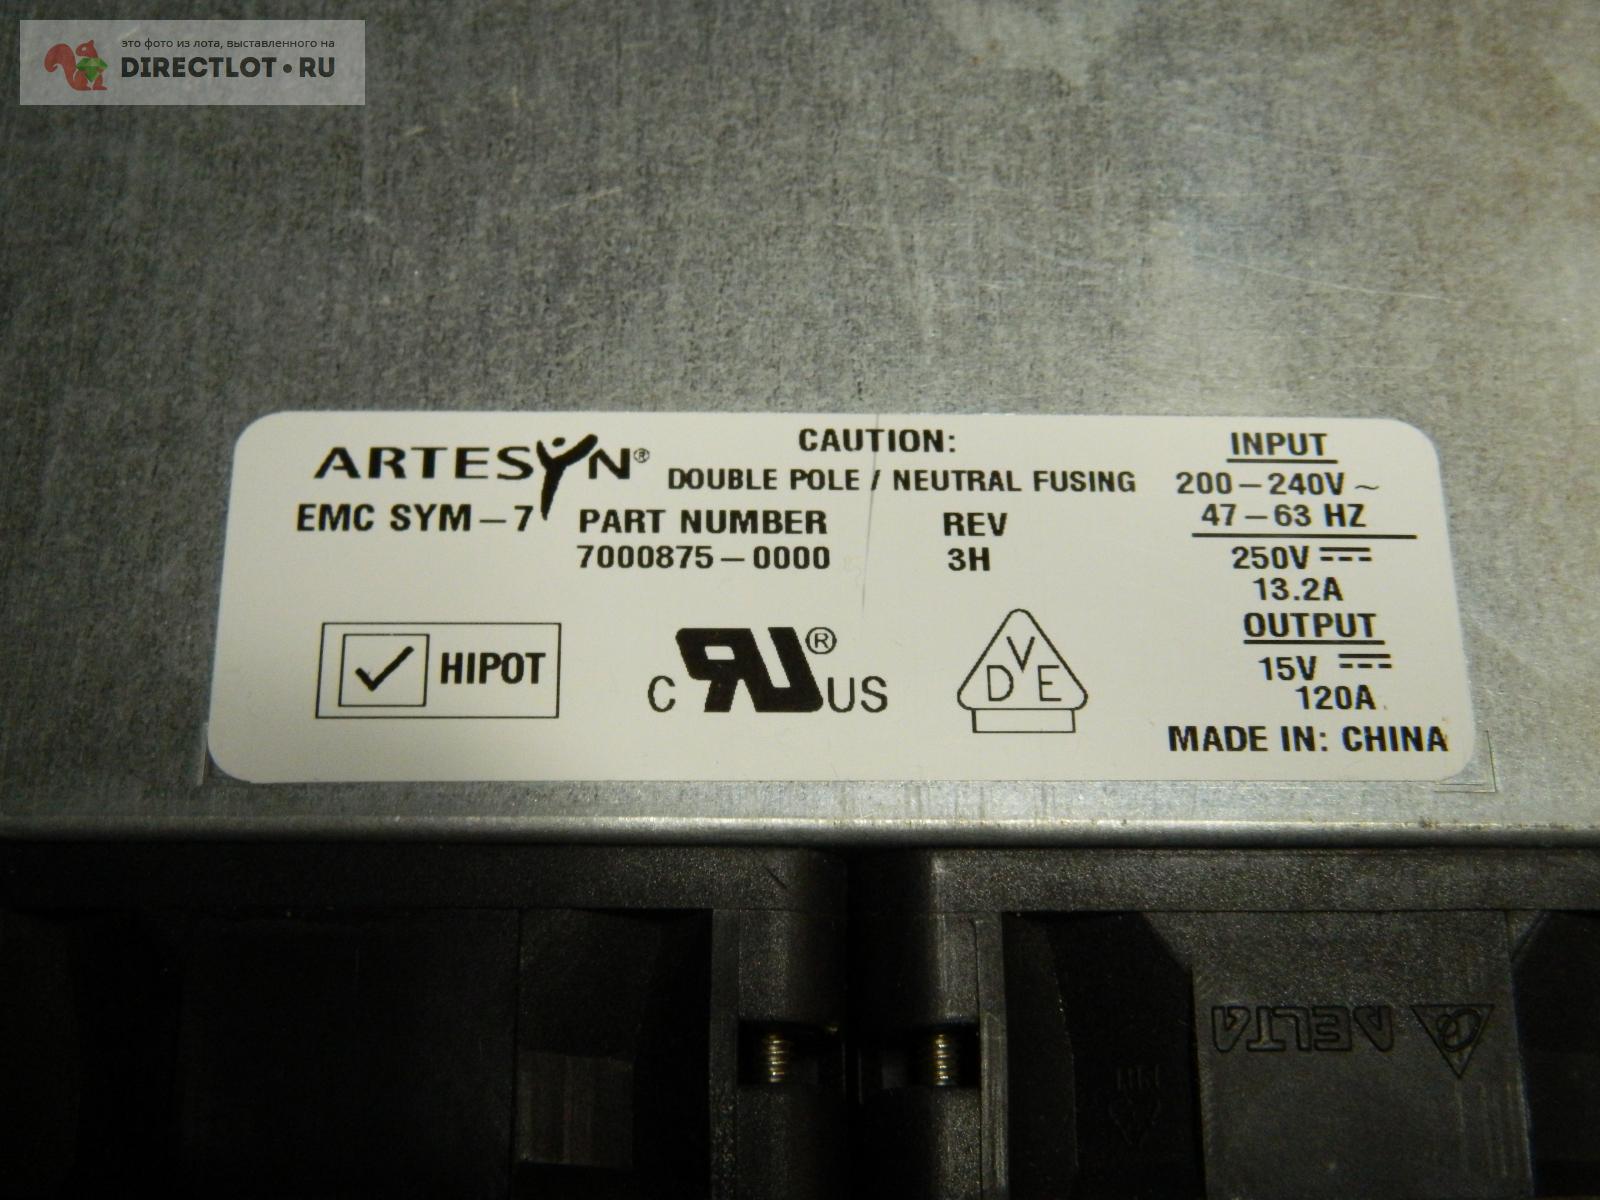 это фото из лота, выставленного на
DIRECTLOT•RU
ARTESYN®
EMC SYM-7
CAUTION:
DOUBLE POLE / NEUTRAL FUSING
PART NUMBER
7000875-0000
REV
3H
INPUT
200-240V ~
47-63 HZ
250V ⎓
13.2A
OUTPUT
15V ⎓
120A
MADE IN: CHINA
HIPOT
C RU® US
DVE
DELTA